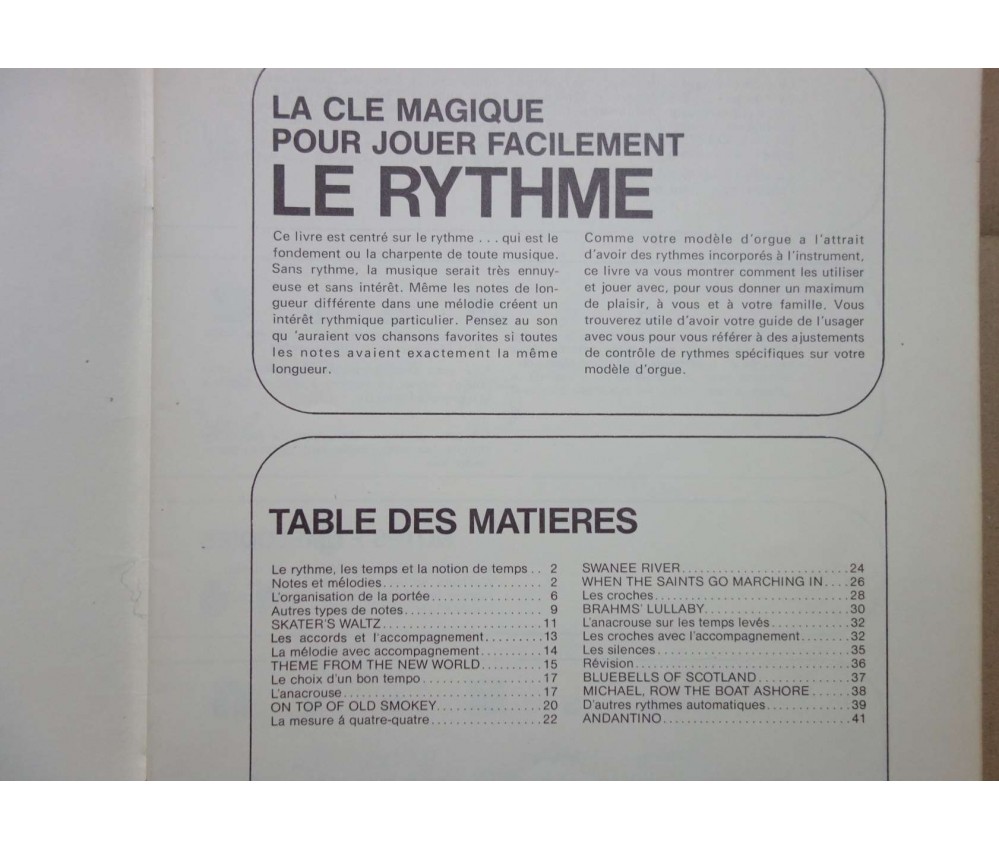 LA CLE MAGIQUE
POUR JOUER FACILEMENT
LE RYTHME
Ce livre est centré sur le rythme . . . qui est le
fondement ou la charpente de toute musique.
Sans rythme, la musique serait très ennuy-
euse et sans intérêt. Même les notes de lon-
gueur différente dans une mélodie créent un
intérêt rythmique particulier. Pensez au son
qu 'auraient vos chansons favorites si toutes
les notes avaient exactement la même
longueur.
Comme votre modèle d'orgue a l'attrait
d'avoir des rythmes incorporés à l'instrument,
ce livre va vous montrer comment les utiliser
et jouer avec, pour vous donner un maximum
de plaisir, à vous et à votre famille. Vous
trouverez utile d'avoir votre guide de l'usager
avec vous pour vous référer à des ajustements
de contrôle de rythmes spécifiques sur votre
modèle d'orgue.
TABLE DES MATIERES
Le rythme, les temps et la notion de temps . . 2
Notes et mélodies . . . . . . . . . . . . . . . . . . . . . . . 2
L'organisation de la portée . . . . . . . . . . . . . . . . 6
Autres types de notes . . . . . . . . . . . . . . . . . . . . 9
SKATER'S WALTZ . . . . . . . . . . . . . . . . . . . . . . . 11
Les accords et l'accompagnement . . . . . . . . . 13
La mélodie avec accompagnement . . . . . . . . . 14
THEME FROM THE NEW WORLD . . . . . . . . . 15
Le choix d'un bon tempo . . . . . . . . . . . . . . . . . 17
L'anacrouse . . . . . . . . . . . . . . . . . . . . . . . . . . . . 17
ON TOP OF OLD SMOKEY . . . . . . . . . . . . . . . 20
La mesure á quatre-quatre . . . . . . . . . . . . . . . . 22
SWANEE RIVER . . . . . . . . . . . . . . . . . . . . . . . . 24
WHEN THE SAINTS GO MARCHING IN . . . . 26
Les croches . . . . . . . . . . . . . . . . . . . . . . . . . . . . 28
BRAHMS' LULLABY . . . . . . . . . . . . . . . . . . . . . 30
L'anacrouse sur les temps levés . . . . . . . . . . . 32
Les croches avec l'accompagnement . . . . . . . 32
Les silences . . . . . . . . . . . . . . . . . . . . . . . . . . . . 35
Révision . . . . . . . . . . . . . . . . . . . . . . . . . . . . . . . 36
BLUEBELLS OF SCOTLAND . . . . . . . . . . . . . 37
MICHAEL, ROW THE BOAT ASHORE . . . . . 38
D'autres rythmes automatiques . . . . . . . . . . . . 39
ANDANTINO . . . . . . . . . . . . . . . . . . . . . . . . . . . 41